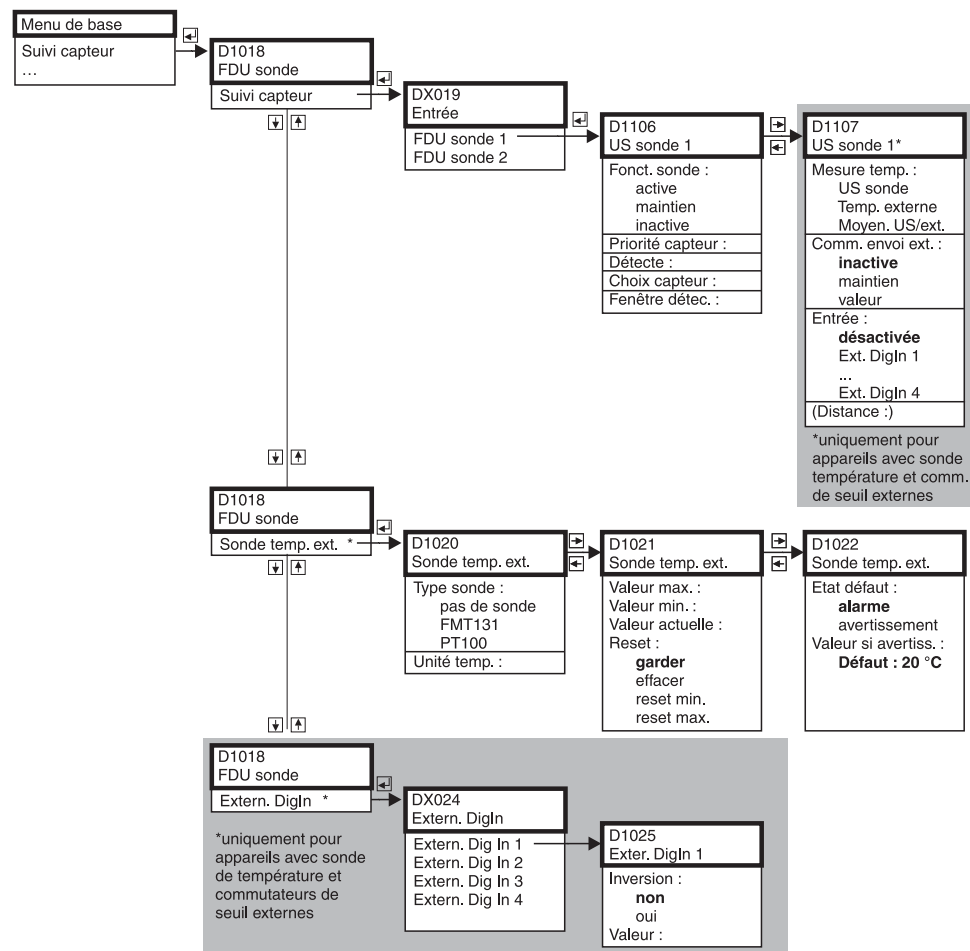 Menu de base
Suivi capteur
...
D1018
FDU sonde
Suivi capteur
DX019
Entrée
FDU sonde 1
FDU sonde 2
D1106
US sonde 1
Fonct. sonde :
active
maintien
inactive
Priorité capteur :
Détecte :
Choix capteur :
Fenêtre détec. :
D1107
US sonde 1*
Mesure temp. :
US sonde
Temp. externe
Moyen. US/ext.
Comm. envoi ext. :
inactive
maintien
valeur
Entrée :
désactivée
Ext. DigIn 1
...
Ext. DigIn 4
(Distance :)
*uniquement pour
appareils avec sonde
température et comm.
de seuil externes
D1018
FDU sonde
Sonde temp. ext. *
D1020
Sonde temp. ext.
Type sonde :
pas de sonde
FMT131
PT100
Unité temp. :
D1021
Sonde temp. ext.
Valeur max. :
Valeur min. :
Valeur actuelle :
Reset :
garder
effacer
reset min.
reset max.
D1022
Sonde temp. ext.
Etat défaut :
alarme
avertissement
Valeur si avertiss. :
Défaut : 20 °C
D1018
FDU sonde
Extern. DigIn *
*uniquement pour
appareils avec sonde
de température et
commutateurs de
seuil externes
DX024
Extern. DigIn
Extern. Dig In 1
Extern. Dig In 2
Extern. Dig In 3
Extern. Dig In 4
D1025
Exter. DigIn 1
Inversion :
non
oui
Valeur :